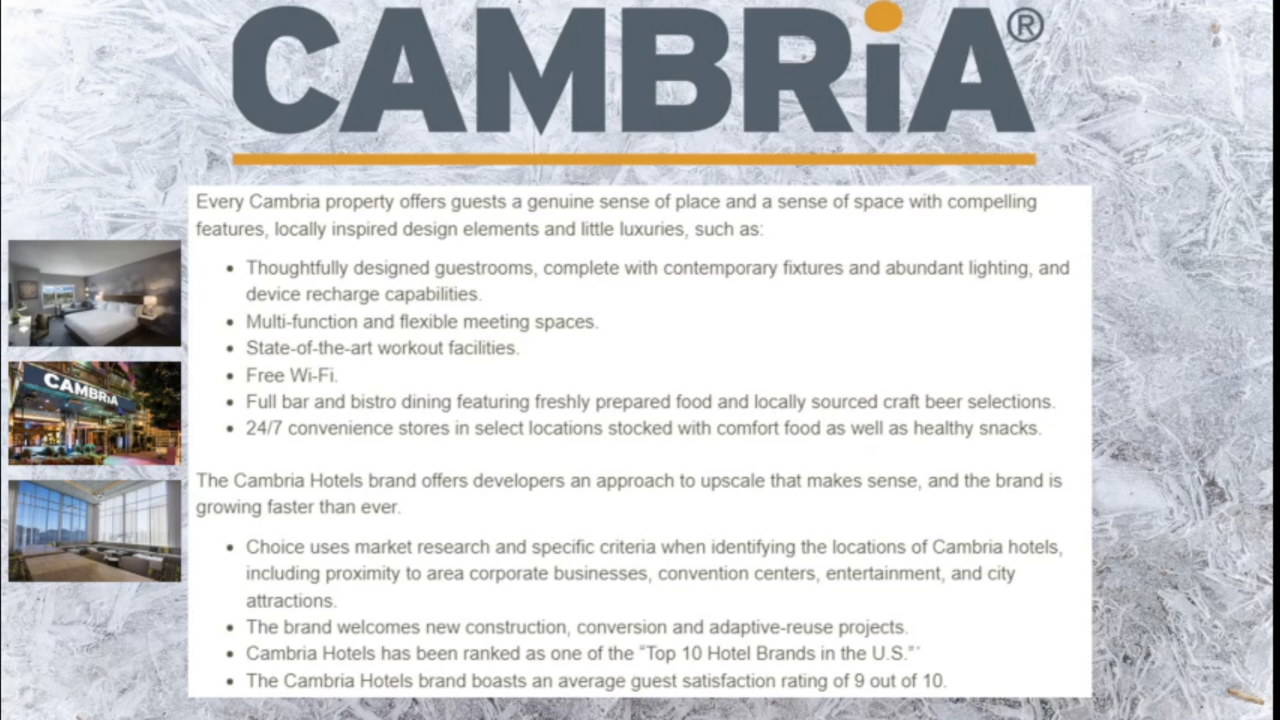 CAMBRiA®
Every Cambria property offers guests a genuine sense of place and a sense of space with compelling
features, locally inspired design elements and little luxuries, such as:
• Thoughtfully designed guestrooms, complete with contemporary fixtures and abundant lighting, and
device recharge capabilities.
• Multi-function and flexible meeting spaces.
• State-of-the-art workout facilities.
• Free Wi-Fi.
• Full bar and bistro dining featuring freshly prepared food and locally sourced craft beer selections.
• 24/7 convenience stores in select locations stocked with comfort food as well as healthy snacks.
CAMBRiA
The Cambria Hotels brand offers developers an approach to upscale that makes sense, and the brand is
growing faster than ever.
• Choice uses market research and specific criteria when identifying the locations of Cambria hotels,
including proximity to area corporate businesses, convention centers, entertainment, and city
attractions.
• The brand welcomes new construction, conversion and adaptive-reuse projects.
• Cambria Hotels has been ranked as one of the “Top 10 Hotel Brands in the U.S.”*
• The Cambria Hotels brand boasts an average guest satisfaction rating of 9 out of 10.